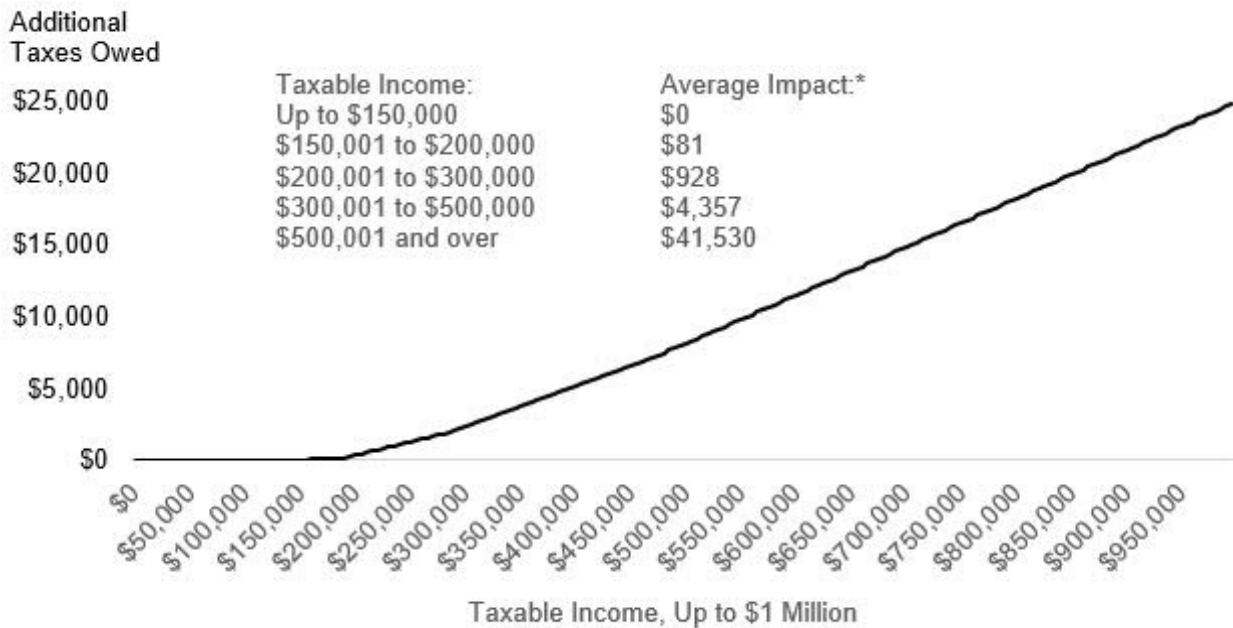 Additional
Taxes Owed
Taxable Income: Average Impact:*
$25,000 Up to $150,000 $0
$150,001 to $200,000 $81
$20,000 $200,001 to $300,000 $928
$300,001 to $500,000 $4,357
$15,000 $500,001 and over $41,530
$10,000
$5,000
$0
$0 $50,000 $100,000 $150,000 $200,000 $250,000 $300,000 $350,000 $400,000 $450,000 $500,000 $550,000 $600,000 $650,000 $700,000 $750,000 $800,000 $850,000 $900,000 $950,000
Taxable Income, Up to $1 Million